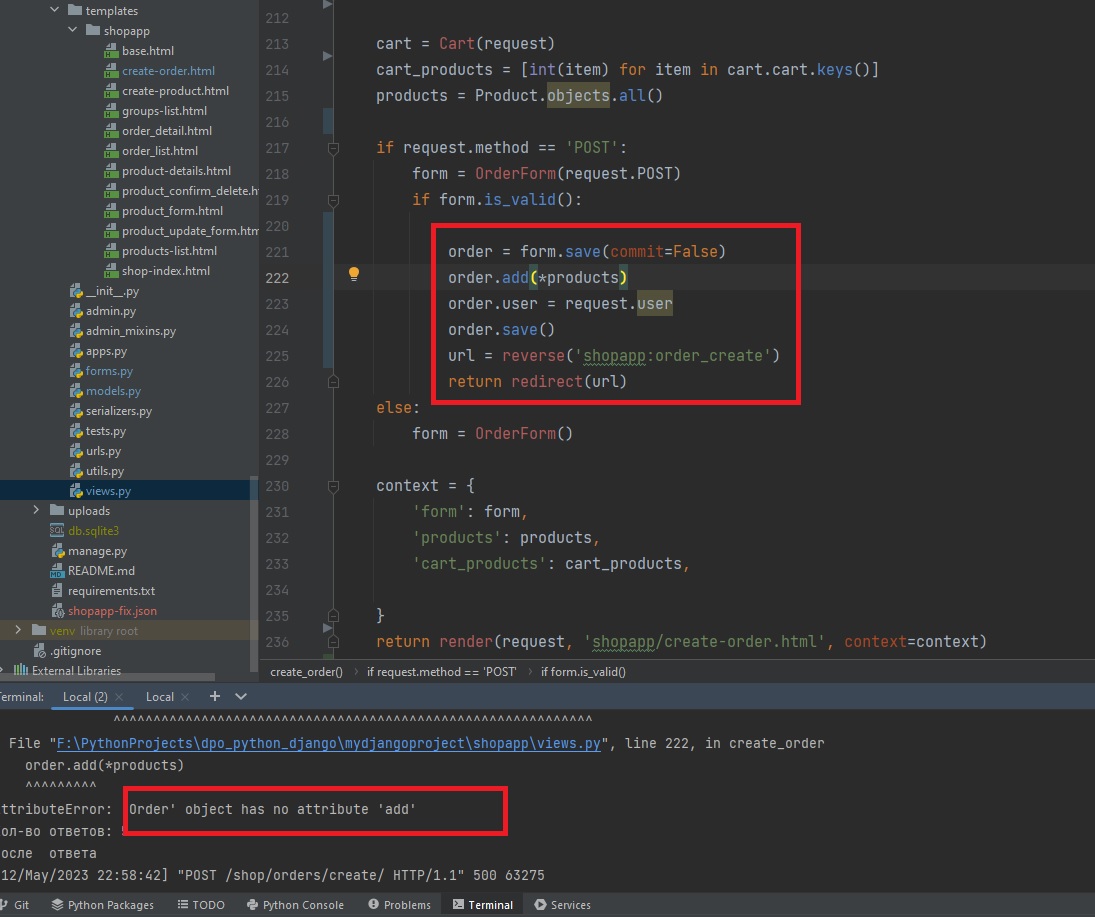 templates
shopapp
base.html
create-order.html
create-product.html
groups-list.html
order_detail.html
order_list.html
product-details.html
product_confirm_delete.h
product_form.html
product_update_form.htm
products-list.html
shop-index.html
__init__.py
admin.py
admin_mixins.py
apps.py
forms.py
models.py
serializers.py
tests.py
urls.py
utils.py
views.py
uploads
db.sqlite3
manage.py
README.md
requirements.txt
shopapp-fix.json
venv library root
.gitignore
External Libraries
212
213 cart = Cart(request)
214 cart_products = [int(item) for item in cart.cart.keys()]
215 products = Product.objects.all()
216
217 if request.method == 'POST':
218 form = OrderForm(request.POST)
219 if form.is_valid():
220
221 order = form.save(commit=False)
222 order.add(*products)
223 order.user = request.user
224 order.save()
225 url = reverse('shopapp:order_create')
226 return redirect(url)
227 else:
228 form = OrderForm()
229
230 context = {
231 'form': form,
232 'products': products,
233 'cart_products': cart_products,
234
235 }
236 return render(request, 'shopapp/create-order.html', context=context)
create_order() › if request.method == 'POST' › if form.is_valid()
erminal: Local (2) × Local × +
^^^^^^^^^^^^^^^^^^^^^^^^^^^^^^^^^^^^^^^^^^^^^^^^^^^^^^^^^^^^^
File "F:\PythonProjects\dpo_python_django\mydjangoproject\shopapp\views.py", line 222, in create_order
order.add(*products)
^^^^^^^^^
ttributeError: Order' object has no attribute 'add'
ол-во ответов:
осле ответа
12/May/2023 22:58:42] "POST /shop/orders/create/ HTTP/1.1" 500 63275
Git Python Packages TODO Python Console Problems Terminal Services